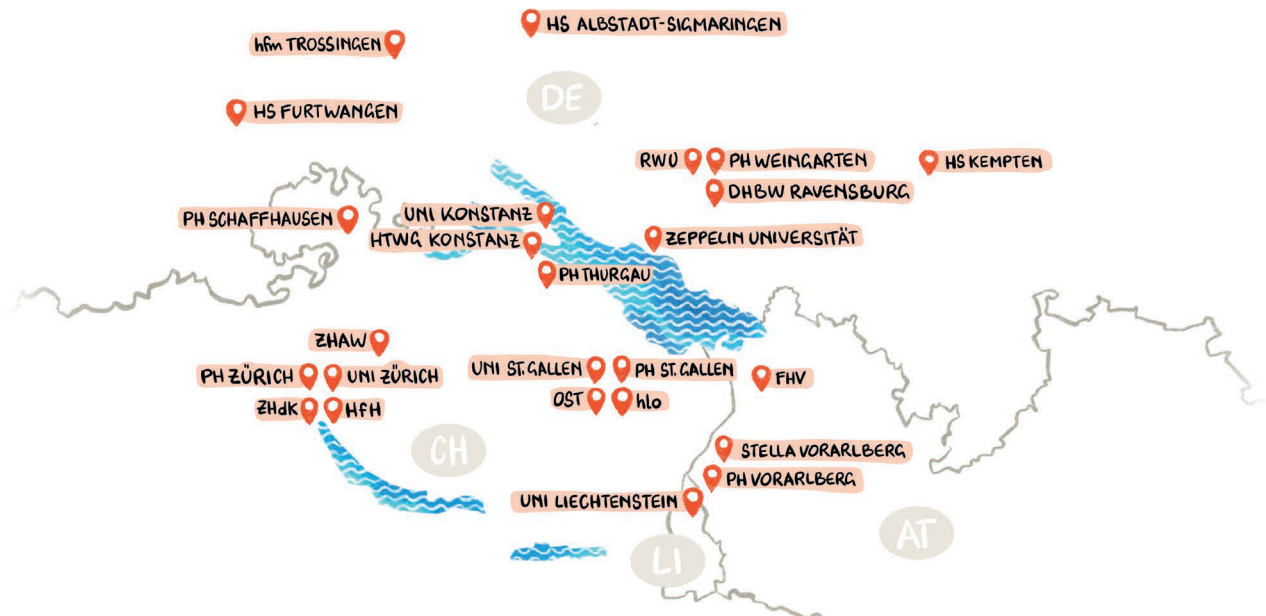 HS ALBSTADT-SIGMARINGEN
hfm TROSSINGEN
DE
HS FURTWANGEN
RWU
PH WEINGARTEN
HS KEMPTEN
DHBW RAVENSBURG
PH SCHAFFHAUSEN
UNI KONSTANZ
HTWG KONSTANZ
ZEPPELIN UNIVERSITÄT
PH THURGAU
ZHAW
PH ZÜRICH
UNI ZÜRICH
UNI ST.GALLEN
PH ST.GALLEN
FHV
ZHdK
HfH
OST
hlo
CH
STELLA VORARLBERG
PH VORARLBERG
UNI LIECHTENSTEIN
AT
LI